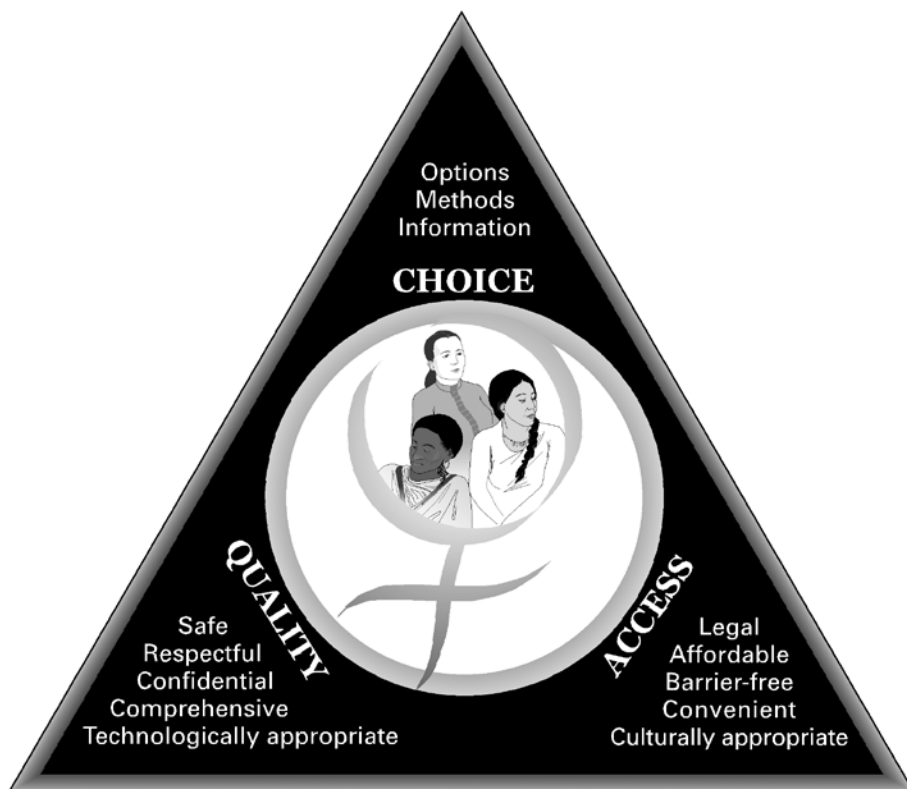 Options
Methods
Information
CHOICE
QUALITY
Safe
Respectful
Confidential
Comprehensive
Technologically appropriate
ACCESS
Legal
Affordable
Barrier-free
Convenient
Culturally appropriate